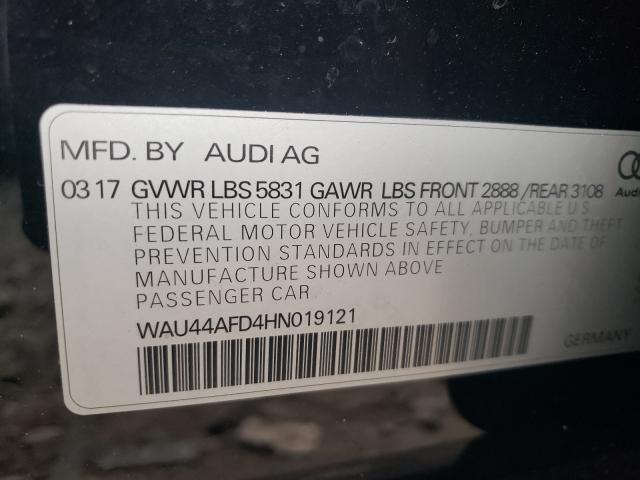 MFD. BY AUDI AG
03 17 GVWR LBS 5831 GAWR LBS FRONT 2888 /REAR 3108
Audi
THIS VEHICLE CONFORMS TO ALL APPLICABLE U S
FEDERAL MOTOR VEHICLE SAFETY, BUMPER AND THEFT
PREVENTION STANDARDS IN EFFECT ON THE DATE OF
MANUFACTURE SHOWN ABOVE
PASSENGER CAR
WAU44AFD4HN019121
GERMANY